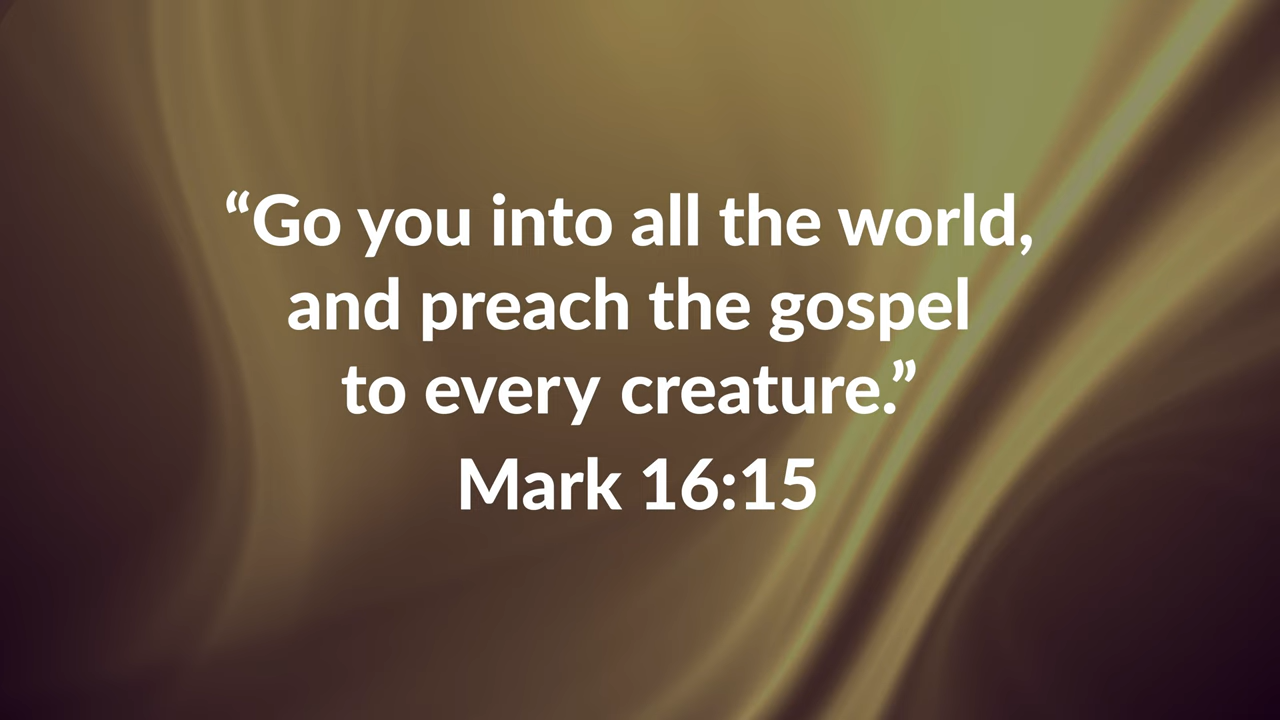 “Go you into all the world,
and preach the gospel
to every creature.”
Mark 16:15